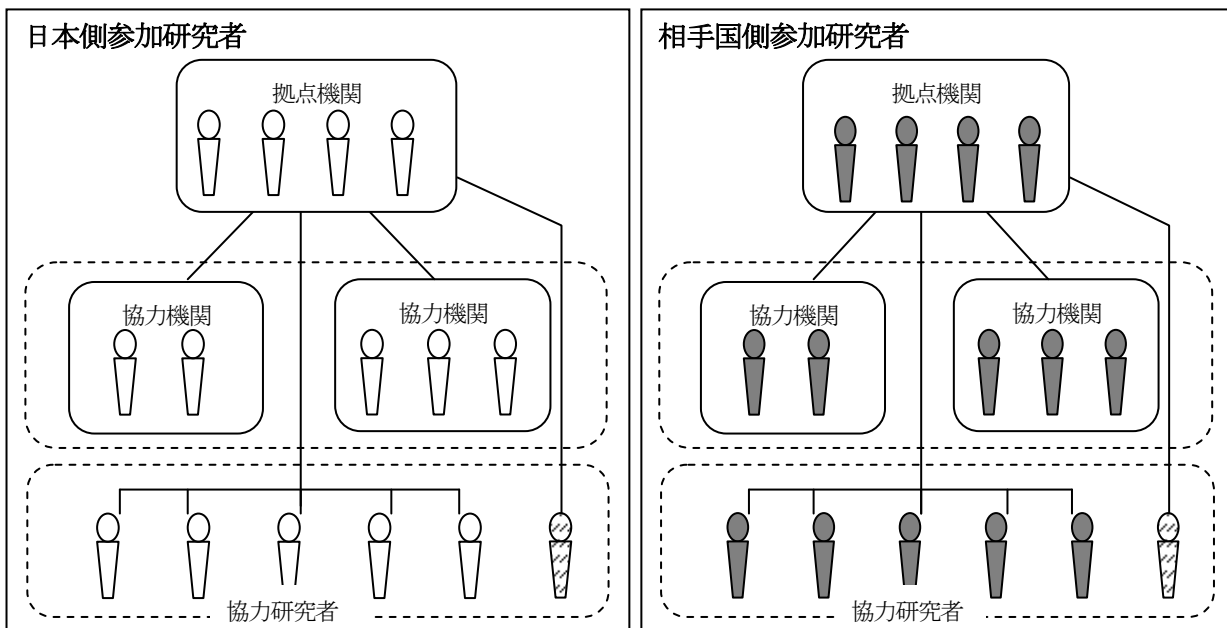 日本側参加研究者
拠点機関
協力機関
協力機関
協力研究者
相手国側参加研究者
拠点機関
協力機関
協力機関
協力研究者